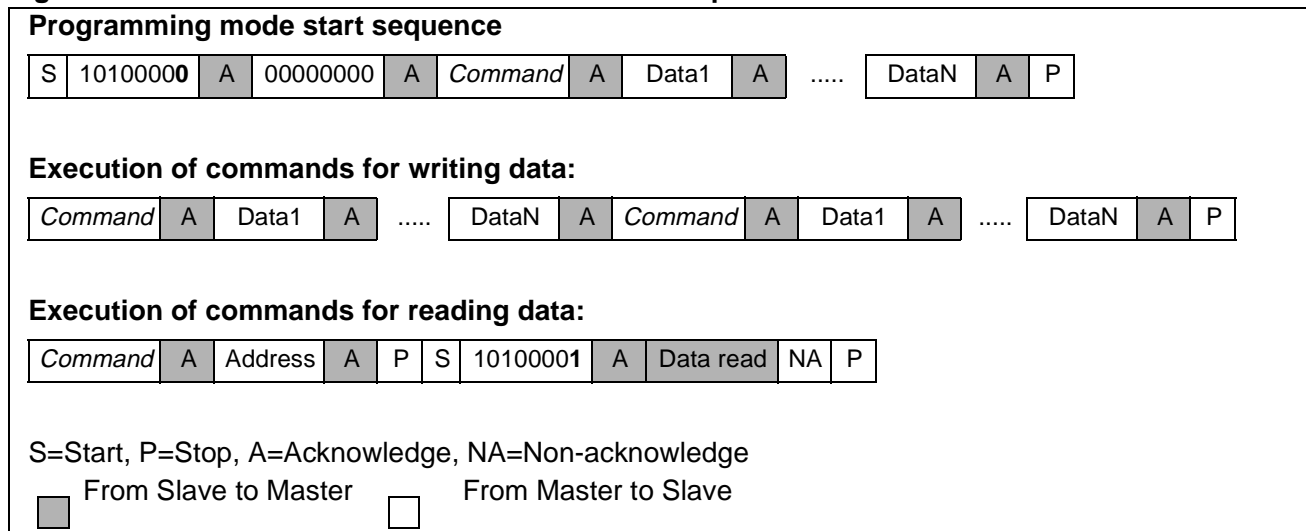 Programming mode start sequence
S 10100000 A 00000000 A Command A Data1 A ..... DataN A P
Execution of commands for writing data:
Command A Data1 A ..... DataN A Command A Data1 A ..... DataN A P
Execution of commands for reading data:
Command A Address A P S 10100001 A Data read NA P
S=Start, P=Stop, A=Acknowledge, NA=Non-acknowledge
From Slave to Master From Master to Slave